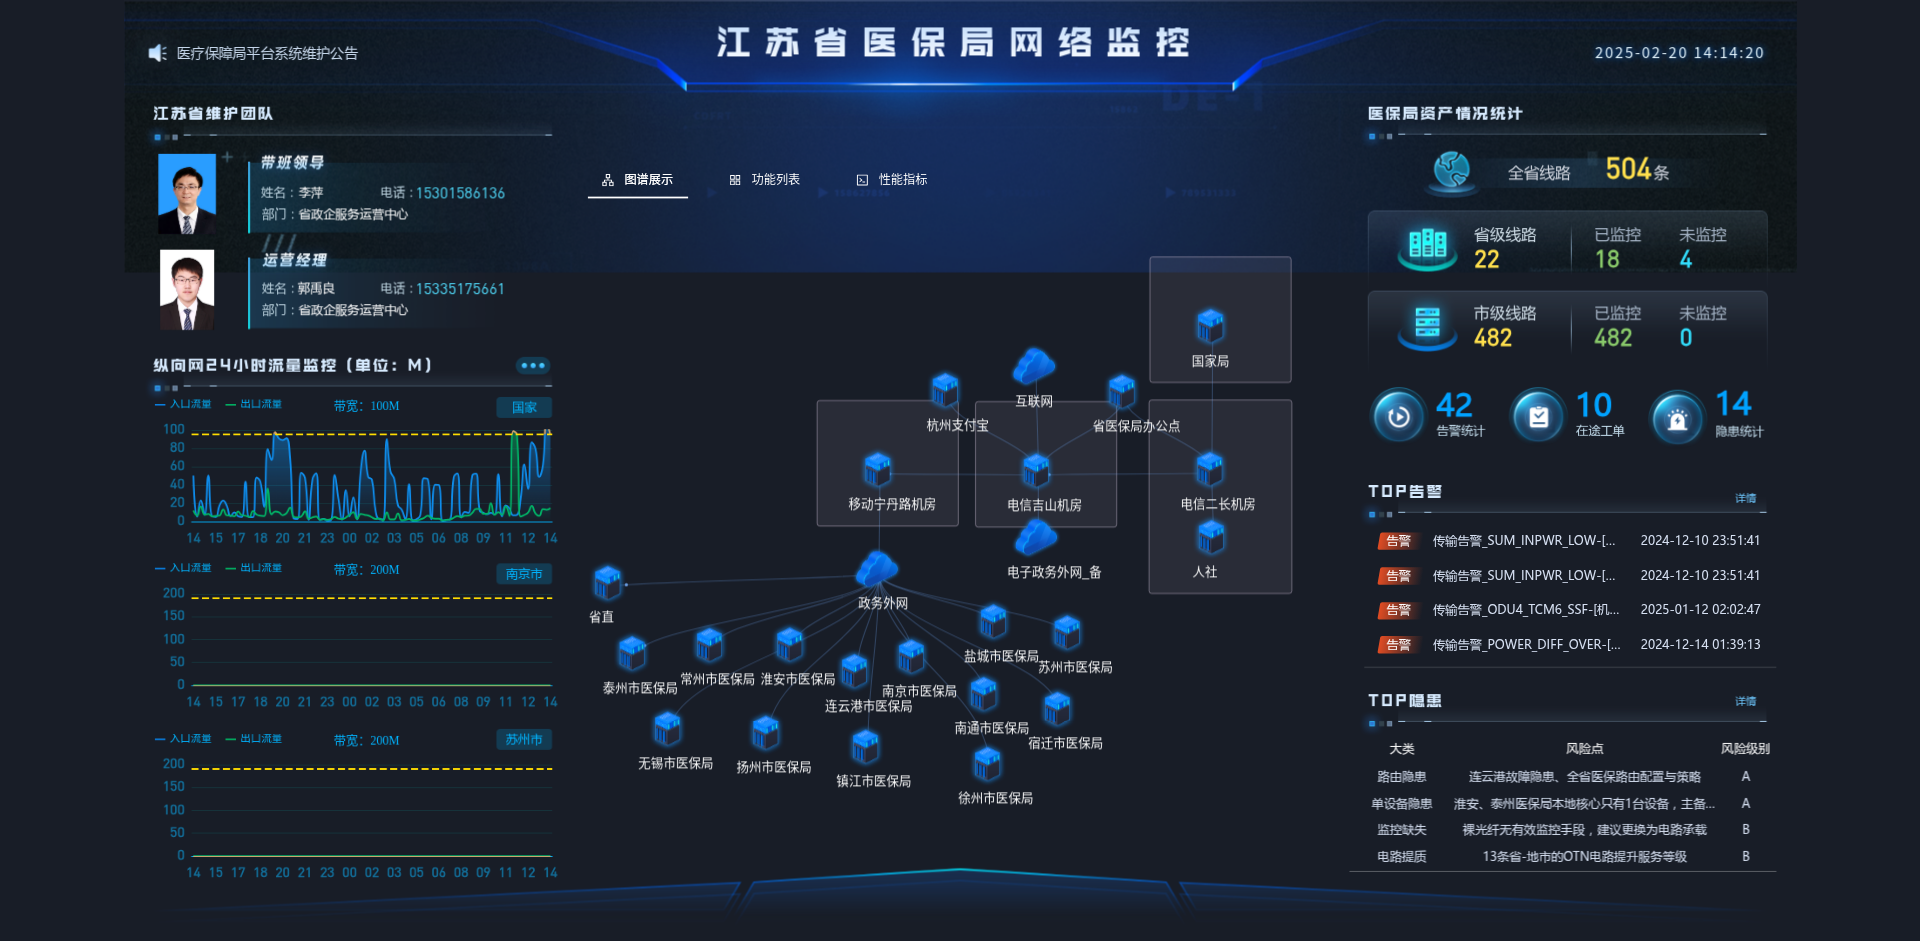 江苏省医保局网络监控
医疗保障局平台系统维护公告
2025-02-20 14:14:20
江苏省维护团队
带班领导
姓名：李萍 电话：15301586136
部门：省政企服务运营中心
运营经理
姓名：郭禹良 电话：15335175661
部门：省政企服务运营中心
纵向网24小时流量监控（单位：M）
入口流量 出口流量 带宽：100M 国家
100
80
60
40
20
0
14 15 17 18 20 21 23 00 02 03 05 06 08 09 11 12 14
入口流量 出口流量 带宽：200M 南京市
200
150
100
50
0
14 15 17 18 20 21 23 00 02 03 05 06 08 09 11 12 14
入口流量 出口流量 带宽：200M 苏州市
200
150
100
50
0
14 15 17 18 20 21 23 00 02 03 05 06 08 09 11 12 14
图谱展示 功能列表 性能指标
国家局
互联网
杭州支付宝
省医保局办公点
移动宁丹路机房
电信吉山机房
电信二长机房
电子政务外网_备
人社
政务外网
省直
盐城市医保局
苏州市医保局
泰州市医保局
常州市医保局
淮安市医保局
南京市医保局
连云港市医保局
南通市医保局
宿迁市医保局
无锡市医保局
扬州市医保局
镇江市医保局
徐州市医保局
医保局资产情况统计
全省线路 504条
省级线路 已监控 未监控
22 18 4
市级线路 已监控 未监控
482 482 0
42 10 14
告警统计 在途工单 隐患统计
TOP告警
详情
告警 传输告警_SUM_INPWR_LOW-[... 2024-12-10 23:51:41
告警 传输告警_SUM_INPWR_LOW-[... 2024-12-10 23:51:41
告警 传输告警_ODU4_TCM6_SSF-[机... 2025-01-12 02:02:47
告警 传输告警_POWER_DIFF_OVER-[... 2024-12-14 01:39:13
TOP隐患
详情
大类 风险点 风险级别
路由隐患 连云港故障隐患、全省医保路由配置与策略 A
单设备隐患 淮安、泰州医保局本地核心只有1台设备，主备... A
监控缺失 裸光纤无有效监控手段，建议更换为电路承载 B
电路提质 13条省-地市的OTN电路提升服务等级 B